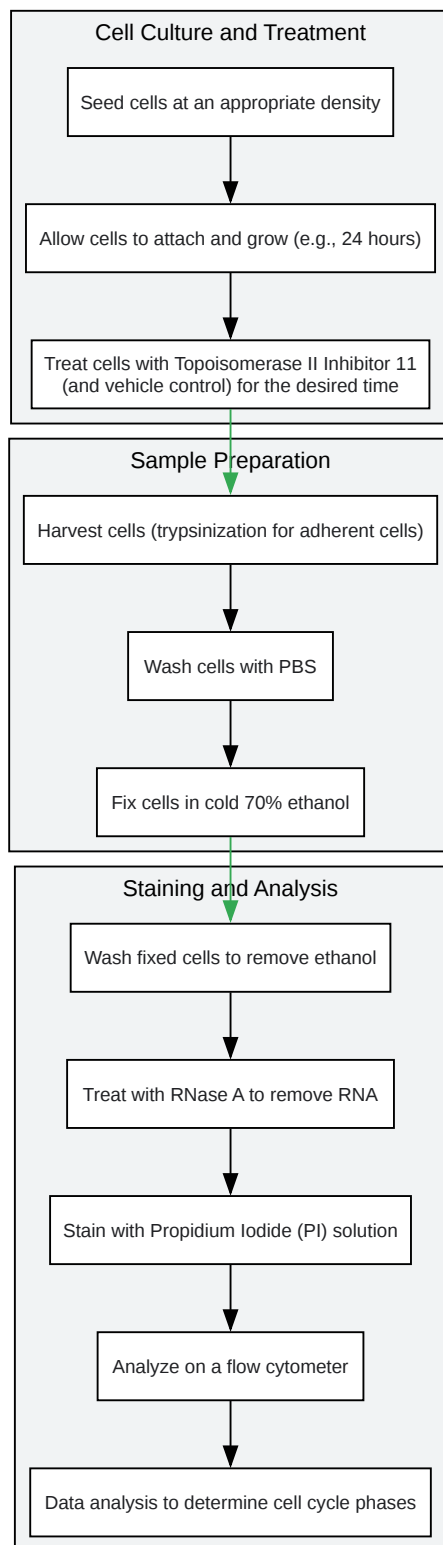 Cell Culture and Treatment
Seed cells at an appropriate density
Allow cells to attach and grow (e.g., 24 hours)
Treat cells with Topoisomerase II Inhibitor 11
(and vehicle control) for the desired time
Sample Preparation
Harvest cells (trypsinization for adherent cells)
Wash cells with PBS
Fix cells in cold 70% ethanol
Staining and Analysis
Wash fixed cells to remove ethanol
Treat with RNase A to remove RNA
Stain with Propidium Iodide (PI) solution
Analyze on a flow cytometer
Data analysis to determine cell cycle phases